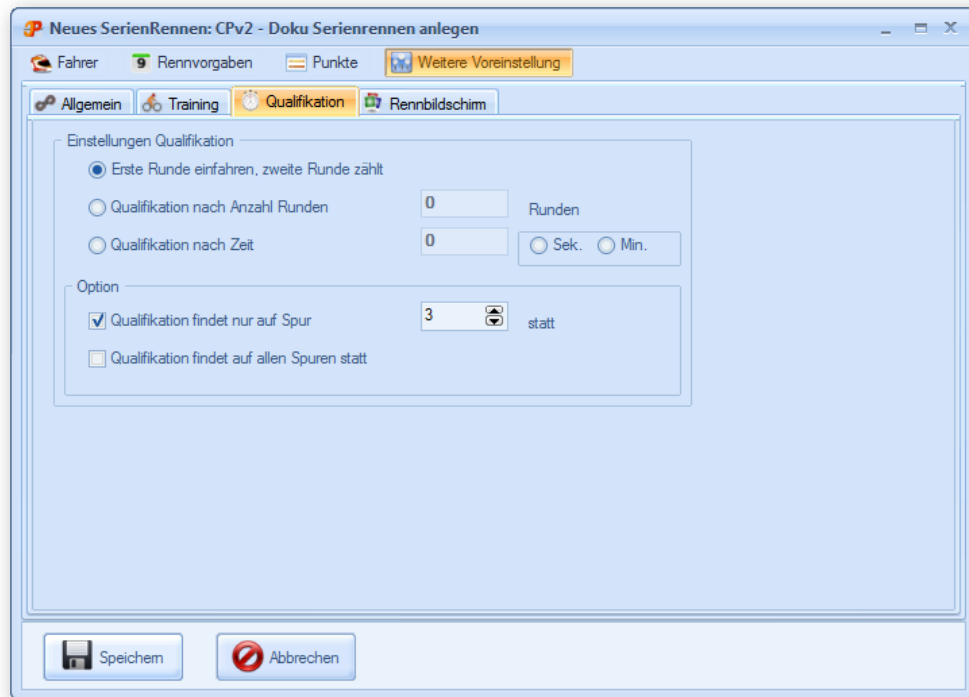 Neues SerienRennen: CPv2 - Doku Serienrennen anlegen
Fahrer 9 Rennvorgaben Punkte Weitere Voreinstellung
Allgemein Training Qualifikation Rennbildschirm
Einstellungen Qualifikation
Erste Runde einfahren, zweite Runde zählt
Qualifikation nach Anzahl Runden 0 Runden
Qualifikation nach Zeit 0 Sek. Min.
Option
Qualifikation findet nur auf Spur 3 statt
Qualifikation findet auf allen Spuren statt
Speichern Abbrechen